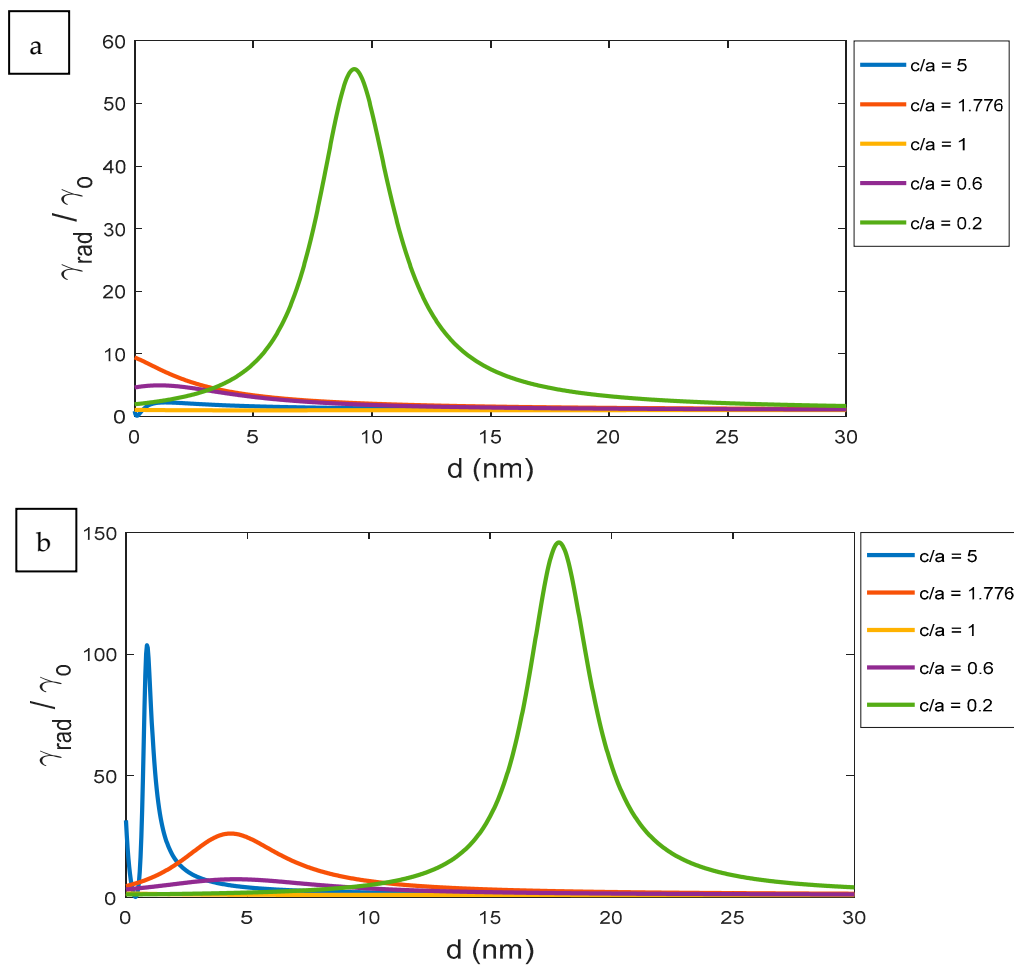 a
60
50
40
30
20
10
0
γrad / γo
0 5 10 15 20 25 30
d (nm)
c/a = 5
c/a = 1.776
c/a = 1
c/a = 0.6
c/a = 0.2
b
150
100
50
0
γrad / γo
0 5 10 15 20 25 30
d (nm)
c/a = 5
c/a = 1.776
c/a = 1
c/a = 0.6
c/a = 0.2